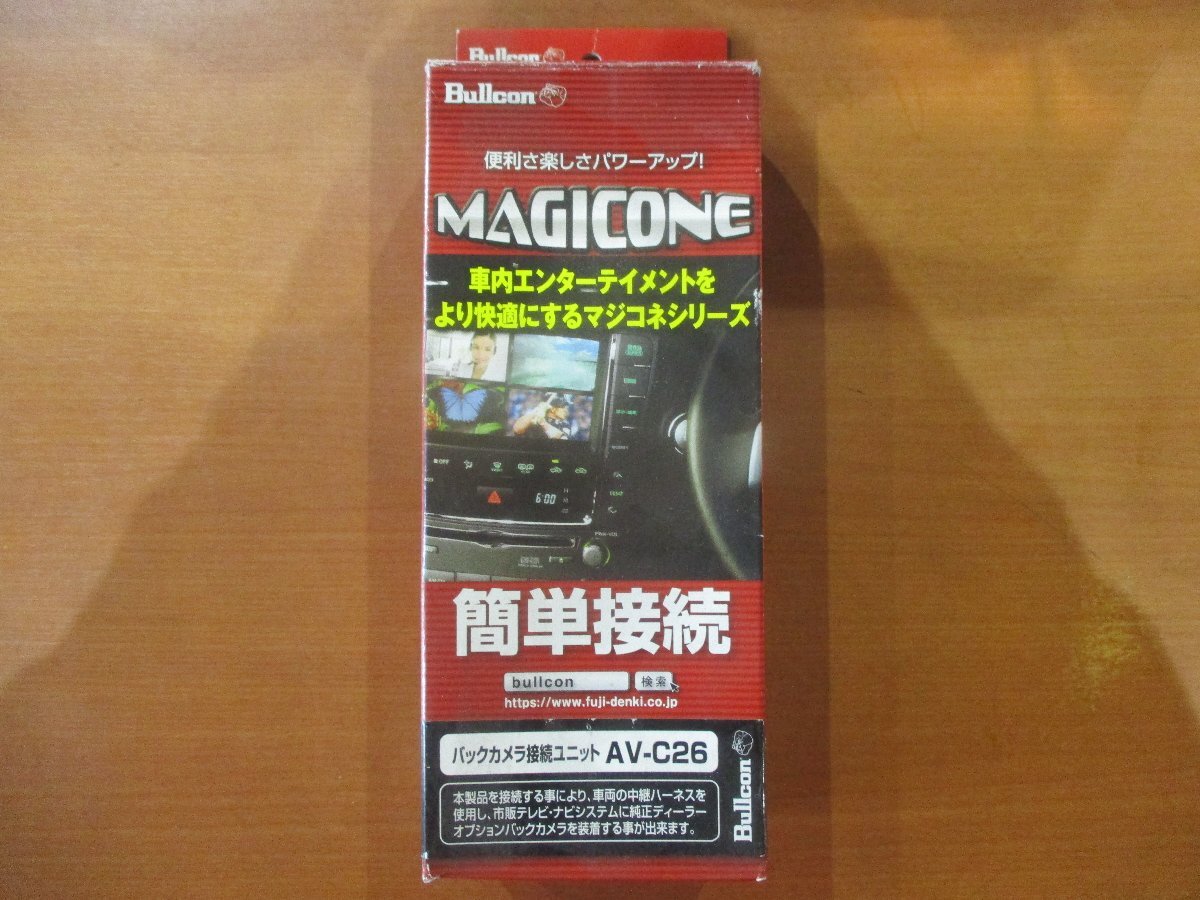 Bullcon
Bullcon
便利さ楽しさパワーアップ!
MAGICONE
車内エンターテイメントを
より快適にするマジコネシリーズ
OFF
6:00
PWR・VOL
簡単接続
bullcon 検索
https://www.fuji-denki.co.jp
バックカメラ接続ユニット AV-C26
本製品を接続する事により、車両の中継ハーネスを
使用し、市販テレビ・ナビシステムに純正ディーラー
オプションバックカメラを装着する事が出来ます。
Bullcon